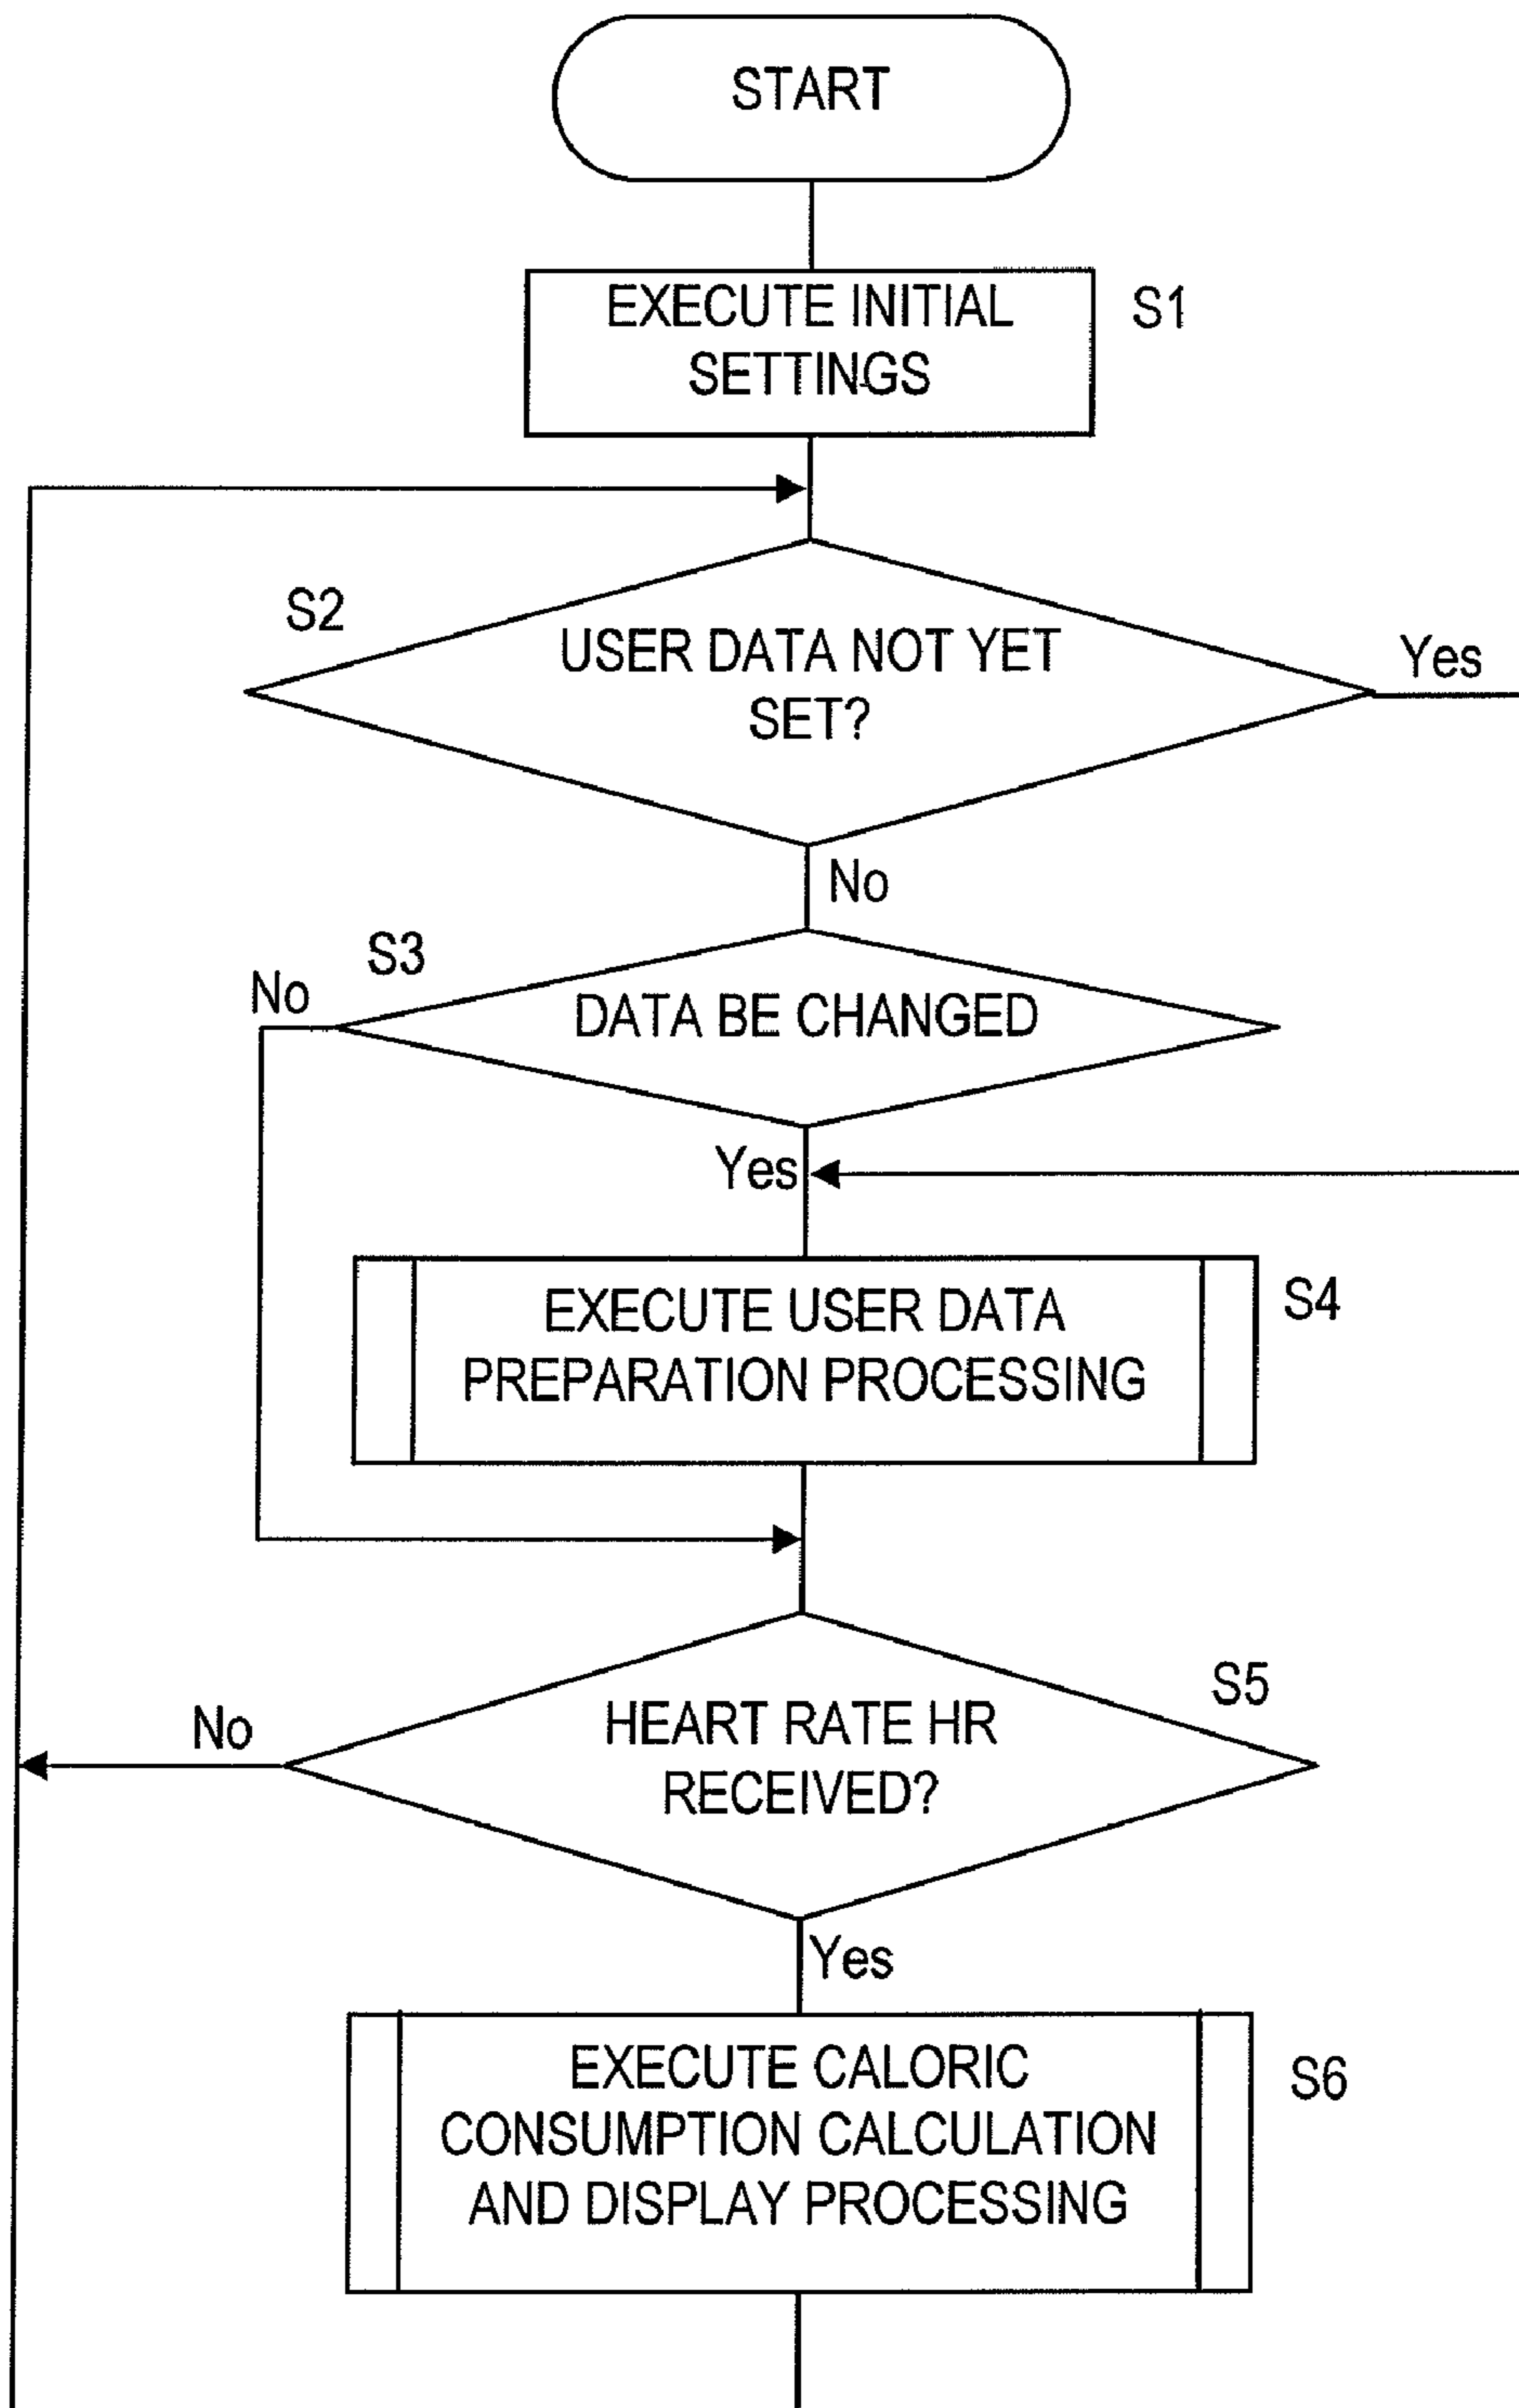 START
EXECUTE INITIAL
SETTINGS
S1
S2
USER DATA NOT YET
SET?
Yes
No
S3
No
DATA BE CHANGED
Yes
EXECUTE USER DATA
PREPARATION PROCESSING
S4
S5
No
HEART RATE HR
RECEIVED?
Yes
EXECUTE CALORIC
CONSUMPTION CALCULATION
AND DISPLAY PROCESSING
S6